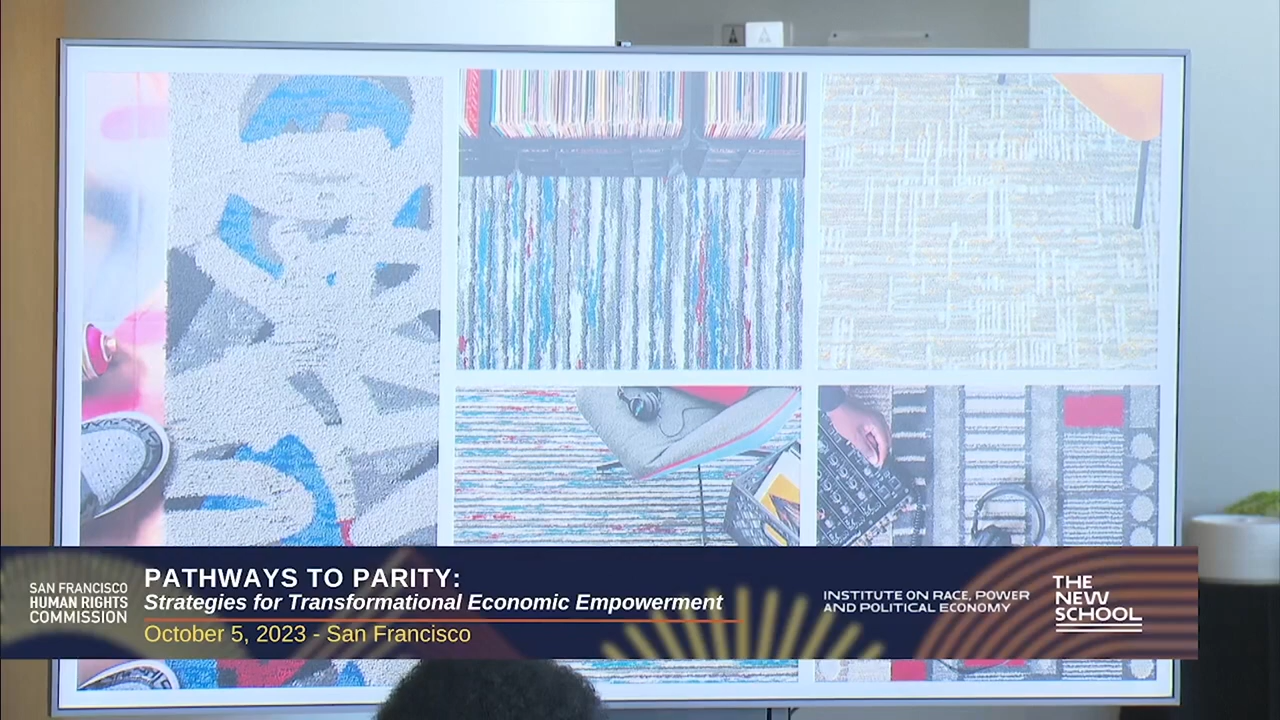 SAN FRANCISCO
HUMAN RIGHTS
COMMISSION
PATHWAYS TO PARITY:
Strategies for Transformational Economic Empowerment
October 5, 2023 - San Francisco
INSTITUTE ON RACE, POWER
AND POLITICAL ECONOMY
THE
NEW
SCHOOL